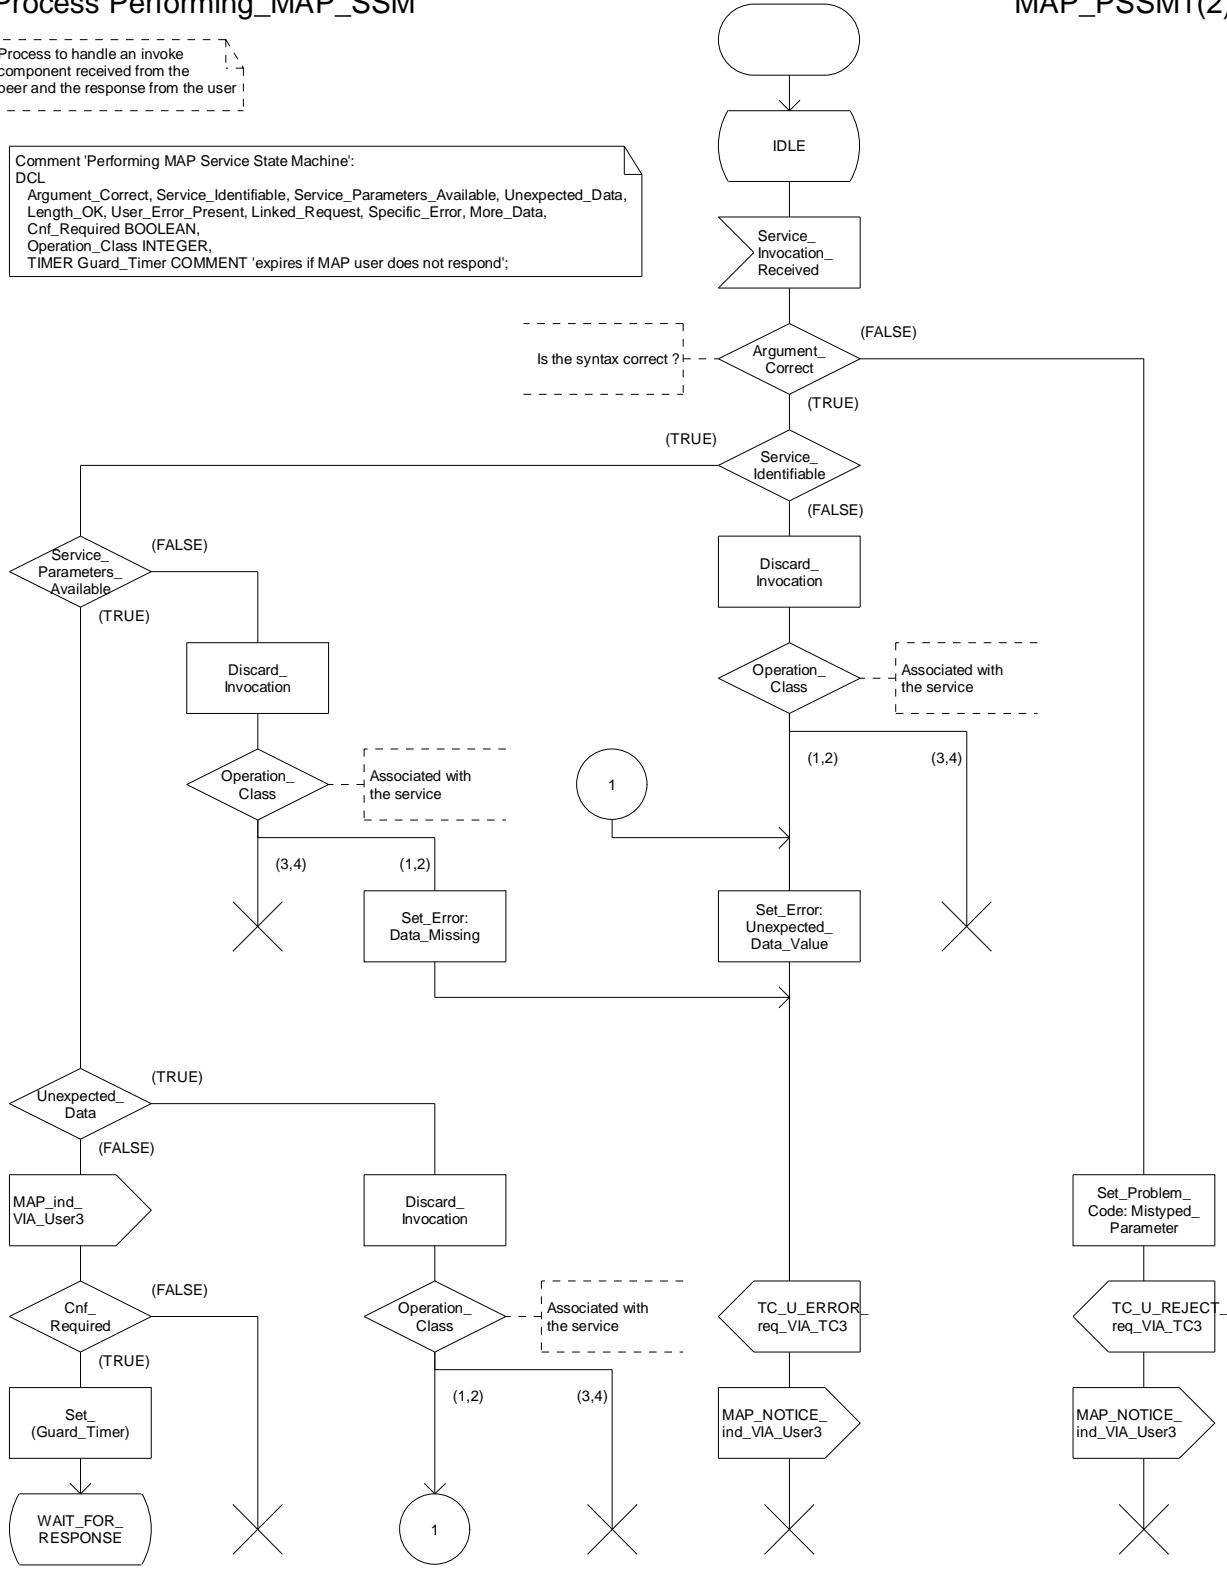 Process Performing_MAP_SSM
MAP_PSSM1(2)
Process to handle an invoke
component received from the
peer and the response from the user
Comment 'Performing MAP Service State Machine':
DCL
Argument_Correct, Service_Identifiable, Service_Parameters_Available, Unexpected_Data,
Length_OK, User_Error_Present, Linked_Request, Specific_Error, More_Data,
Cnf_Required BOOLEAN,
Operation_Class INTEGER,
TIMER Guard_Timer COMMENT 'expires if MAP user does not respond';
IDLE
Service_
Invocation_
Received
Is the syntax correct ?
Argument_
Correct
(FALSE)
(TRUE)
(TRUE)
Service_
Identifiable
(FALSE)
Service_
Parameters_
Available
(FALSE)
(TRUE)
Discard_
Invocation
Discard_
Invocation
Operation_
Class
Associated with
the service
(1,2)
(3,4)
Operation_
Class
Associated with
the service
1
(3,4)
(1,2)
Set_Error:
Data_Missing
Set_Error:
Unexpected_
Data_Value
Unexpected_
Data
(TRUE)
(FALSE)
MAP_ind_
VIA_User3
Discard_
Invocation
Set_Problem_
Code: Mistyped_
Parameter
Cnf_
Required
(FALSE)
(TRUE)
Operation_
Class
Associated with
the service
(1,2)
(3,4)
TC_U_ERROR_
req_VIA_TC3
TC_U_REJECT_
req_VIA_TC3
Set_
(Guard_Timer)
MAP_NOTICE_
ind_VIA_User3
MAP_NOTICE_
ind_VIA_User3
WAIT_FOR_
RESPONSE
1